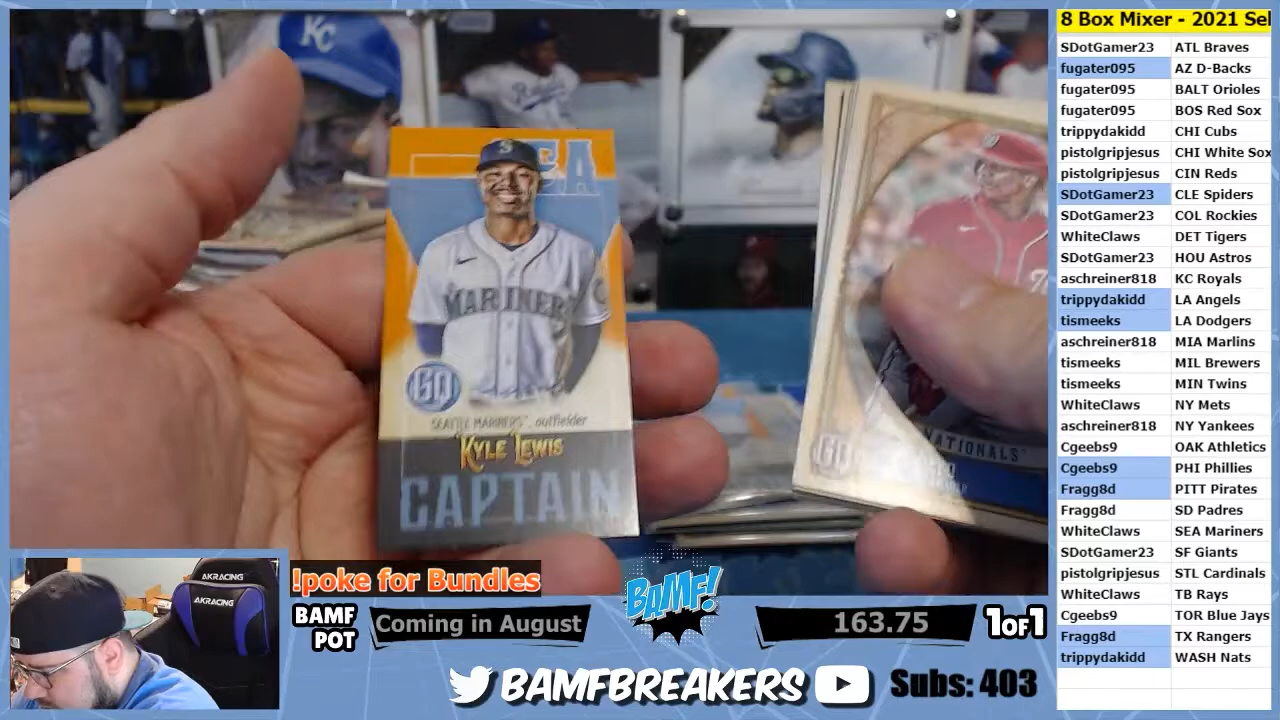 8 Box Mixer - 2021 Sel
SDotGamer23 ATL Braves
fugater095 AZ D-Backs
fugater095 BALT Orioles
fugater095 BOS Red Sox
trippydakidd CHI Cubs
pistolgripjesus CHI White Sox
pistolgripjesus CIN Reds
SDotGamer23 CLE Spiders
SDotGamer23 COL Rockies
WhiteClaws DET Tigers
SDotGamer23 HOU Astros
aschreiner818 KC Royals
trippydakidd LA Angels
tismeeks LA Dodgers
aschreiner818 MIA Marlins
tismeeks MIL Brewers
tismeeks MIN Twins
WhiteClaws NY Mets
aschreiner818 NY Yankees
Cgeebs9 OAK Athletics
Cgeebs9 PHI Phillies
Fragg8d PITT Pirates
Fragg8d SD Padres
WhiteClaws SEA Mariners
SDotGamer23 SF Giants
pistolgripjesus STL Cardinals
WhiteClaws TB Rays
Cgeebs9 TOR Blue Jays
Fragg8d TX Rangers
trippydakidd WASH Nats
KC
S
MARINERS
GQ
SEATTLE MARINERS™, outfielder
KYLE LEWIS
CAPTAIN
GQ
NATIONALS
AKRACING
AKRACING
!poke for Bundles
BAMF POT
Coming in August
BAMF!
163.75
1OF1
BAMFBREAKERS
Subs: 403